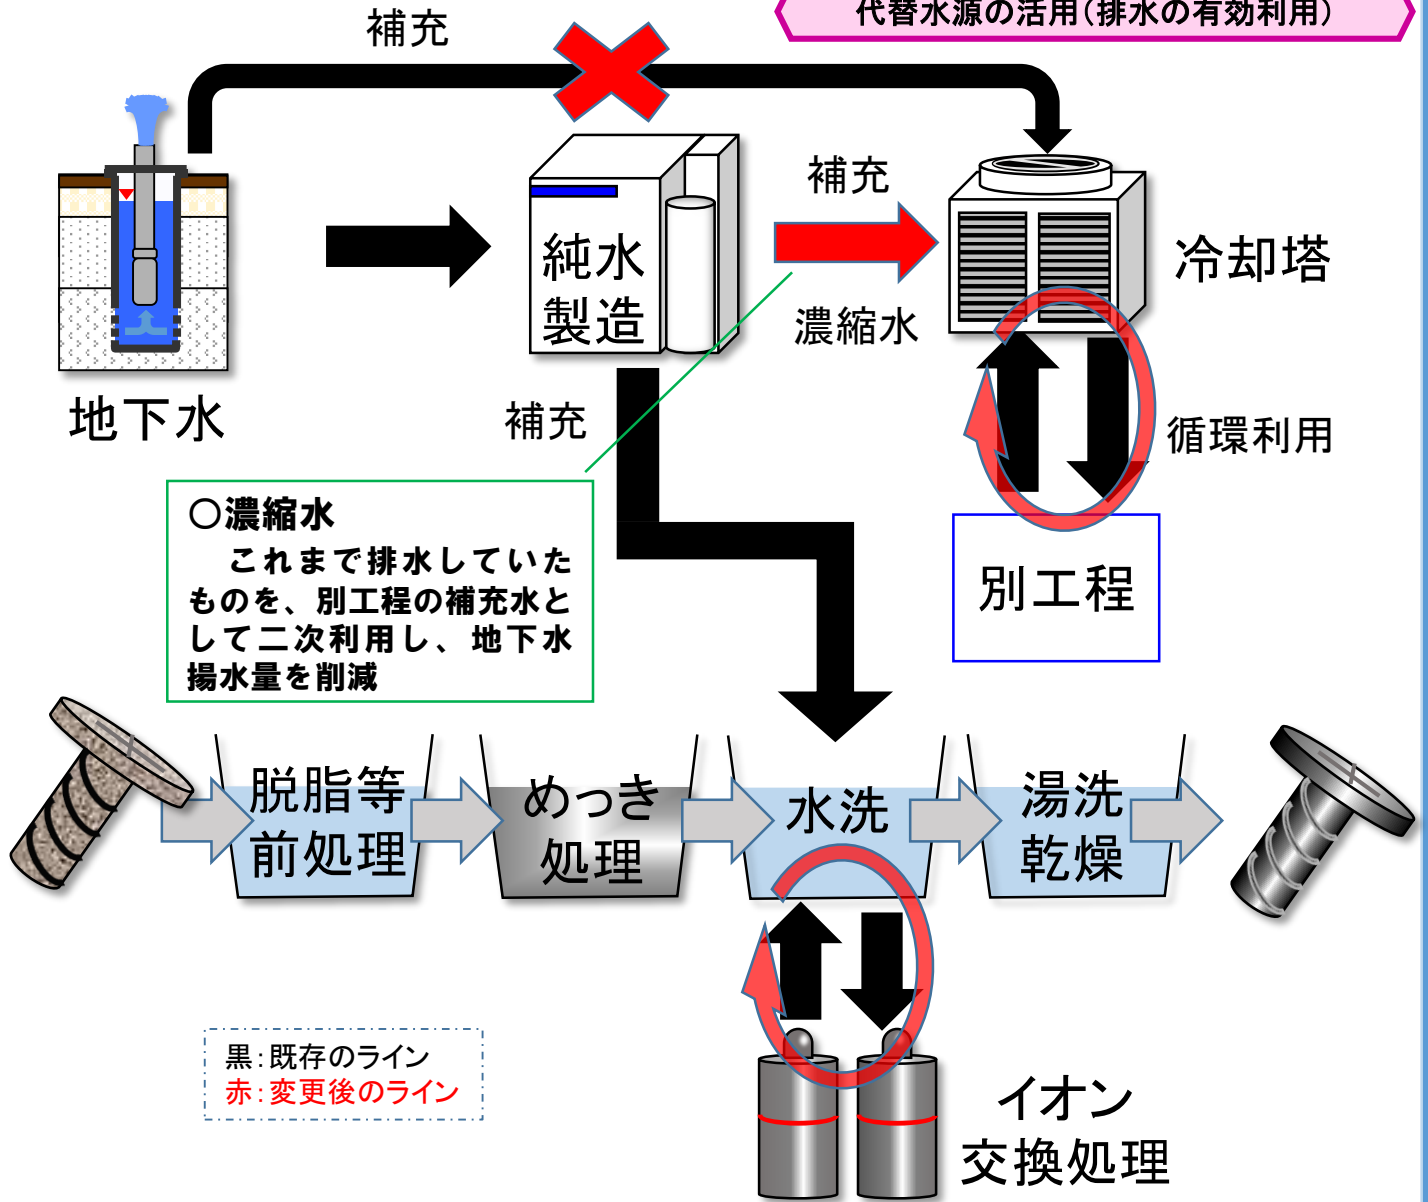 代替水源の活用（排水の有効利用）
補充
補充
純水
製造
冷却塔
濃縮水
地下水
補充
循環利用
○濃縮水
これまで排水していた
ものを、別工程の補充水と
して二次利用し、地下水
揚水量を削減
別工程
脱脂等
前処理
めっき
処理
水洗
湯洗
乾燥
黒：既存のライン
赤：変更後のライン
イオン
交換処理